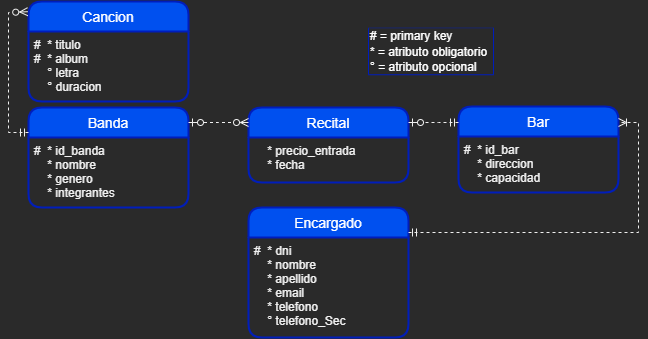 Cancion
# * titulo
# * album
° letra
° duracion
# = primary key
* = atributo obligatorio
° = atributo opcional
Banda
# * id_banda
* nombre
* genero
* integrantes
Recital
* precio_entrada
* fecha
Bar
# * id_bar
* direccion
* capacidad
Encargado
# * dni
* nombre
* apellido
* email
* telefono
° telefono_Sec